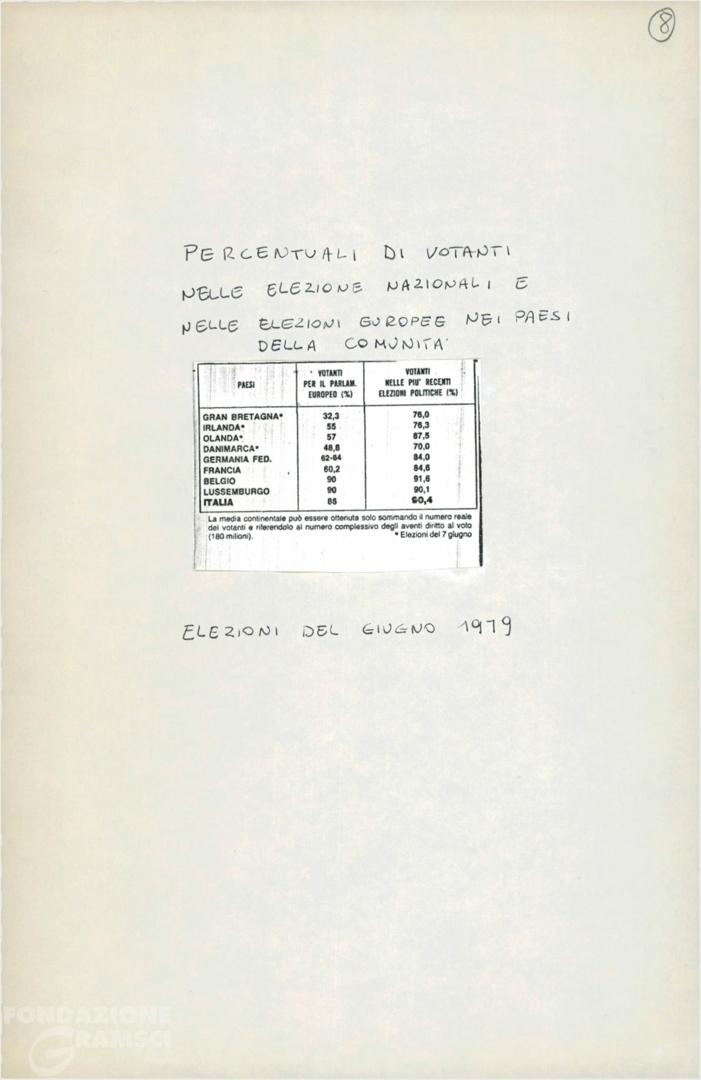 8
PERCENTUALI DI VOTANTI
NELLE ELEZIONE NAZIONALI E
NELLE ELEZIONI EUROPEE NEI PAESI
DELLA COMUNITA'
PAESI
VOTANTI
PER IL PARLAM.
EUROPEO (%)
VOTANTI
NELLE PIU' RECENTI
ELEZIONI POLITICHE (%)
GRAN BRETAGNA* 32,3 76,0
IRLANDA* 55 76,3
OLANDA* 57 87,5
DANIMARCA* 48,8 70,0
GERMANIA FED. 62-64 84,0
FRANCIA 60,2 84,6
BELGIO 90 91,6
LUSSEMBURGO 90 90,1
ITALIA 86 90,4
La media continentale può essere ottenuta solo sommando il numero reale
dei votanti e riferendolo al numero complessivo degli aventi diritto al voto
(180 milioni). * Elezioni del 7 giugno
ELEZIONI DEL GIUGNO 1979
FONDAZIONE
GRAMSCI